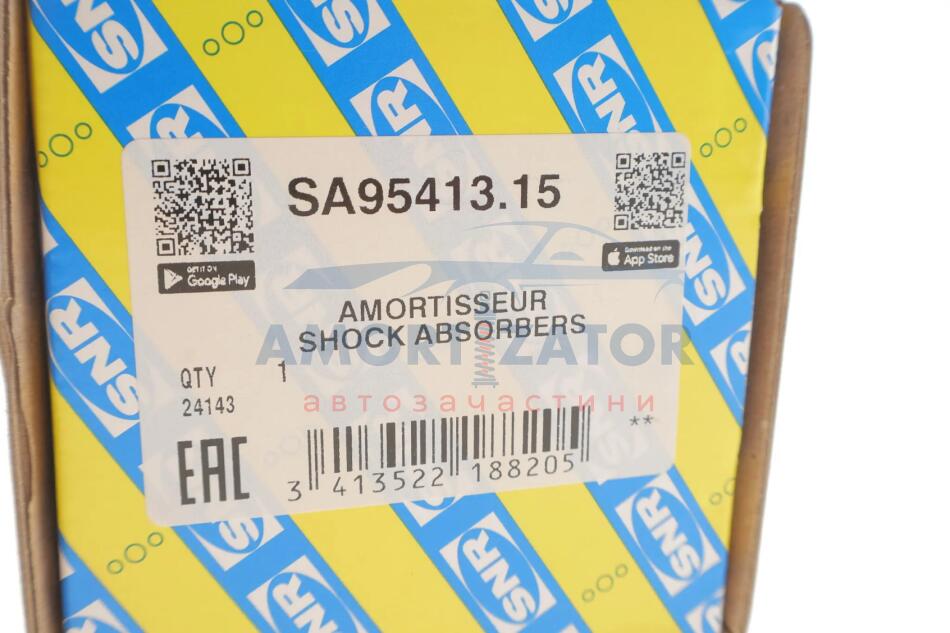 SNR
SNR
SNR
SNR
SA95413.15
GET IT ON
Google Play
Download on the
App Store
AMORTISSEUR
SHOCK ABSORBERS
AMORTIZATOR
автозачастини
QTY 1
24143
**
EAC
3 413522 188205
SNR
SNR
SNR
SNR
SNR
SNR